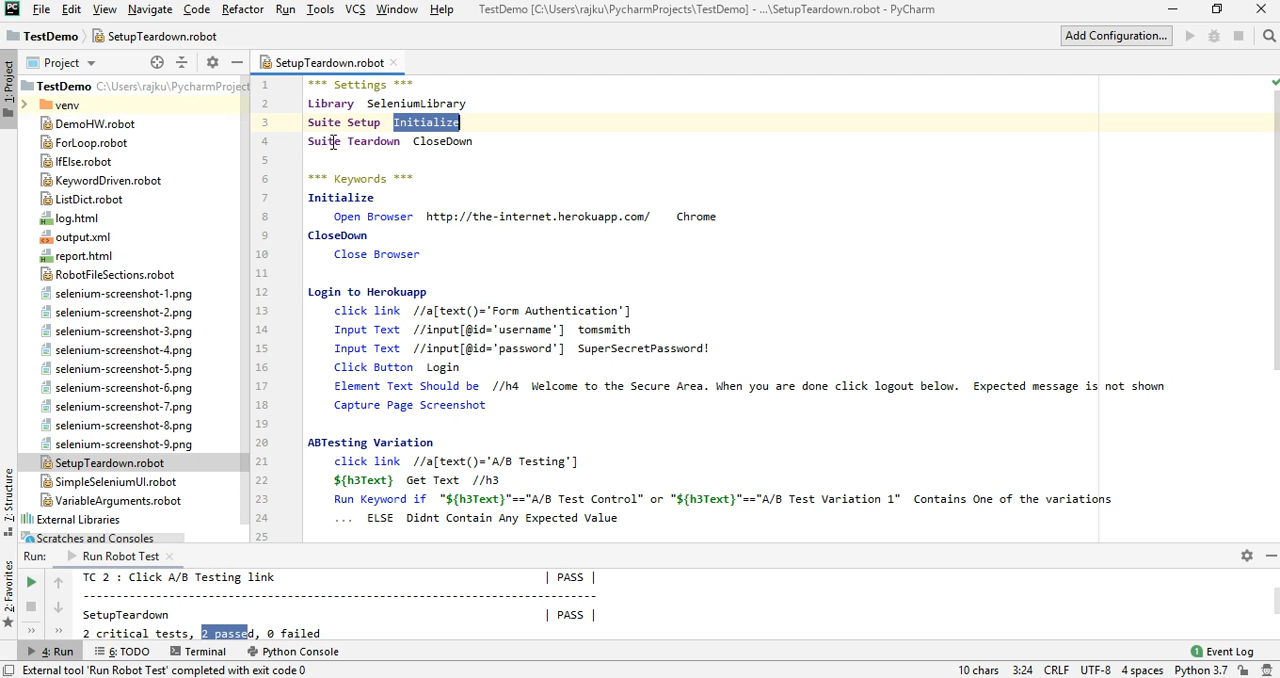 File Edit View Navigate Code Refactor Run Tools VCS Window Help TestDemo [C:\Users\rajku\PycharmProjects\TestDemo] - ...\SetupTeardown.robot - PyCharm
TestDemo SetupTeardown.robot Add Configuration...
Project SetupTeardown.robot
1: Project
TestDemo C:\Users\rajku\PycharmProject
venv
DemoHW.robot
ForLoop.robot
IfElse.robot
KeywordDriven.robot
ListDict.robot
log.html
output.xml
report.html
RobotFileSections.robot
selenium-screenshot-1.png
selenium-screenshot-2.png
selenium-screenshot-3.png
selenium-screenshot-4.png
selenium-screenshot-5.png
selenium-screenshot-6.png
selenium-screenshot-7.png
selenium-screenshot-8.png
selenium-screenshot-9.png
SetupTeardown.robot
SimpleSeleniumUI.robot
VariableArguments.robot
External Libraries
Scratches and Consoles
7: Structure
2: Favorites
1 *** Settings ***
2 Library SeleniumLibrary
3 Suite Setup Initialize
4 Suite Teardown CloseDown
5
6 *** Keywords ***
7 Initialize
8 Open Browser http://the-internet.herokuapp.com/ Chrome
9 CloseDown
10 Close Browser
11
12 Login to Herokuapp
13 click link //a[text()='Form Authentication']
14 Input Text //input[@id='username'] tomsmith
15 Input Text //input[@id='password'] SuperSecretPassword!
16 Click Button Login
17 Element Text Should be //h4 Welcome to the Secure Area. When you are done click logout below. Expected message is not shown
18 Capture Page Screenshot
19
20 ABTesting Variation
21 click link //a[text()='A/B Testing']
22 ${h3Text} Get Text //h3
23 Run Keyword if "${h3Text}"=="A/B Test Control" or "${h3Text}"=="A/B Test Variation 1" Contains One of the variations
24 ... ELSE Didnt Contain Any Expected Value
25
Run: Run Robot Test
TC 2 : Click A/B Testing link | PASS |
------------------------------------------------------------------------------
SetupTeardown | PASS |
2 critical tests, 2 passed, 0 failed
4: Run 6: TODO Terminal Python Console 1 Event Log
External tool 'Run Robot Test' completed with exit code 0 10 chars 3:24 CRLF UTF-8 4 spaces Python 3.7